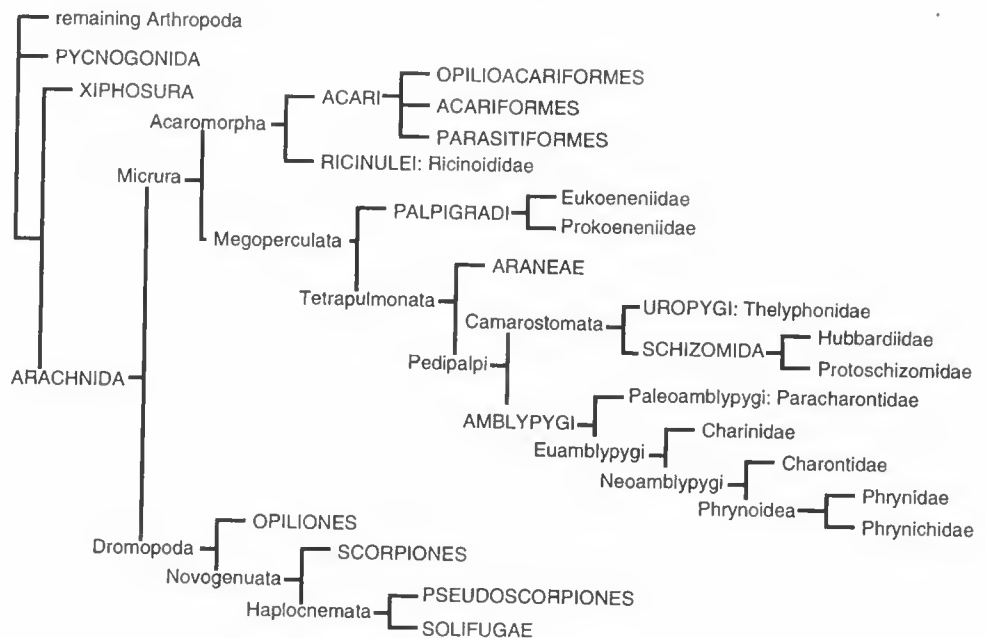 remaining Arthropoda
PYCNOGONIDA
XIPHOSURA
Acaromorpha
ACARI
OPILIOACARIFORMES
ACARIFORMES
PARASITIFORMES
RICINULEI: Ricinoididae
Micrura
Megoperculata
PALPIGRADI
Eukoeneniidae
Prokoeneniidae
Tetrapulmonata
ARANEAE
Camarostomata
UROPYGI: Thelyphonidae
SCHIZOMIDA
Hubbardiidae
Protoschizomidae
Pedipalpi
ARACHNIDA
AMBLYPYGI
Paleoamblypygi: Paracharontidae
Euamblypygi
Charinidae
Neoamblypygi
Charontidae
Phrynoidea
Phrynidae
Phrynichidae
Dromopoda
OPILIONES
Novogenuata
SCORPIONES
Haplocnemata
PSEUDOSCORPIONES
SOLIFUGAE